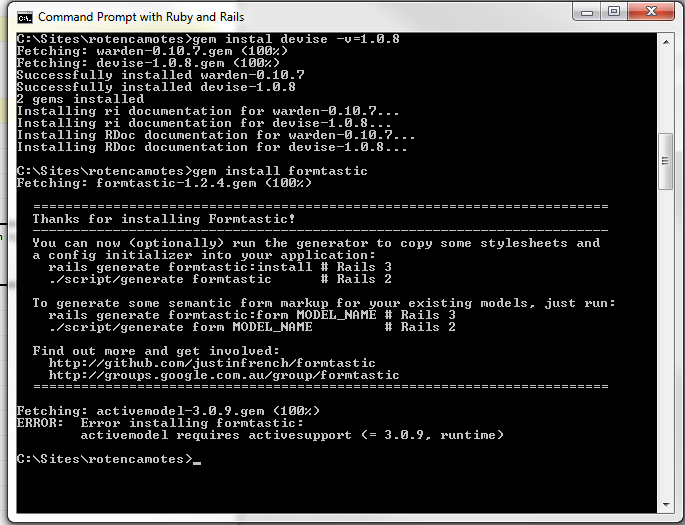 Command Prompt with Ruby and Rails
C:\Sites\rotencamotes>gem instal devise -v=1.0.8
Fetching: warden-0.10.7.gem (100%)
Fetching: devise-1.0.8.gem (100%)
Successfully installed warden-0.10.7
Successfully installed devise-1.0.8
2 gems installed
Installing ri documentation for warden-0.10.7...
Installing ri documentation for devise-1.0.8...
Installing RDoc documentation for warden-0.10.7...
Installing RDoc documentation for devise-1.0.8...
C:\Sites\rotencamotes>gem install formtastic
Fetching: formtastic-1.2.4.gem (100%)
========================================================================
Thanks for installing Formtastic!
------------------------------------------------------------------------
You can now (optionally) run the generator to copy some stylesheets and
a config initializer into your application:
rails generate formtastic:install # Rails 3
./script/generate formtastic      # Rails 2
To generate some semantic form markup for your existing models, just run:
rails generate formtastic:form MODEL_NAME # Rails 3
./script/generate form MODEL_NAME         # Rails 2
Find out more and get involved:
http://github.com/justinfrench/formtastic
http://groups.google.com.au/group/formtastic
========================================================================
Fetching: activemodel-3.0.9.gem (100%)
ERROR:  Error installing formtastic:
activemodel requires activesupport (= 3.0.9, runtime)
C:\Sites\rotencamotes>_